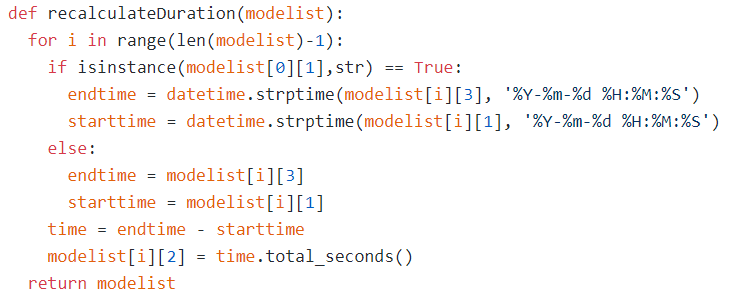 def recalculateDuration(modelist):
  for i in range(len(modelist)-1):
    if isinstance(modelist[0][1],str) == True:
      endtime = datetime.strptime(modelist[i][3], '%Y-%m-%d %H:%M:%S')
      starttime = datetime.strptime(modelist[i][1], '%Y-%m-%d %H:%M:%S')
    else:
      endtime = modelist[i][3]
      starttime = modelist[i][1]
    time = endtime - starttime
    modelist[i][2] = time.total_seconds()
  return modelist